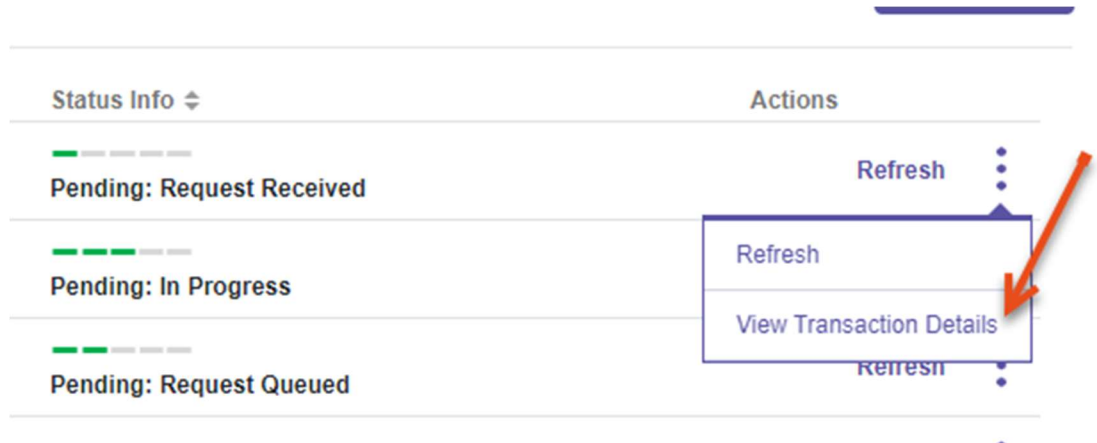 Status Info
Actions
Pending: Request Received
Refresh
Refresh
Pending: In Progress
View Transaction Details
Pending: Request Queued
Refresh